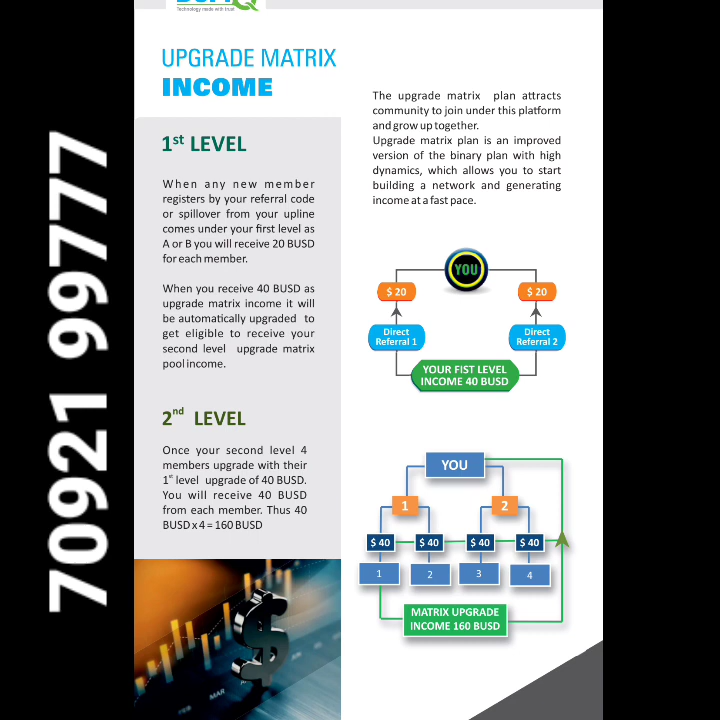 Technology made with trust
70921 99777
UPGRADE MATRIX
INCOME
1st LEVEL
When any new member
registers by your referral code
or spillover from your upline
comes under your first level as
A or B you will receive 20 BUSD
for each member.
When you receive 40 BUSD as
upgrade matrix income it will
be automatically upgraded to
get eligible to receive your
second level upgrade matrix
pool income.
2nd LEVEL
Once your second level 4
members upgrade with their
1st level upgrade of 40 BUSD.
You will receive 40 BUSD
from each member. Thus 40
BUSD x 4 = 160 BUSD
The upgrade matrix plan attracts
community to join under this platform
and grow up together.
Upgrade matrix plan is an improved
version of the binary plan with high
dynamics, which allows you to start
building a network and generating
income at a fast pace.
YOU
$ 20 $ 20
Direct
Referral 1
Direct
Referral 2
YOUR FIST LEVEL
INCOME 40 BUSD
YOU
1 2
$ 40 $ 40 $ 40 $ 40
1 2 3 4
MATRIX UPGRADE
INCOME 160 BUSD
FEB MAR